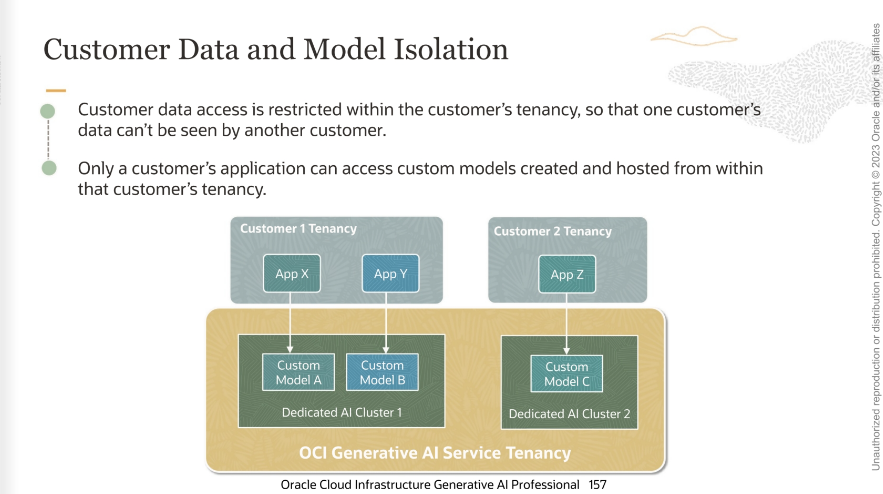 Customer Data and Model Isolation
Customer data access is restricted within the customer's tenancy, so that one customer's
data can't be seen by another customer.
Only a customer's application can access custom models created and hosted from within
that customer's tenancy.
Customer 1 Tenancy
App X
App Y
Customer 2 Tenancy
App Z
Custom
Model A
Custom
Model B
Dedicated AI Cluster 1
Custom
Model C
Dedicated AI Cluster 2
OCI Generative AI Service Tenancy
Oracle Cloud Infrastructure Generative AI Professional 157
Unauthorized reproduction or distribution prohibited. Copyright © 2023 Oracle and/or its affiliates